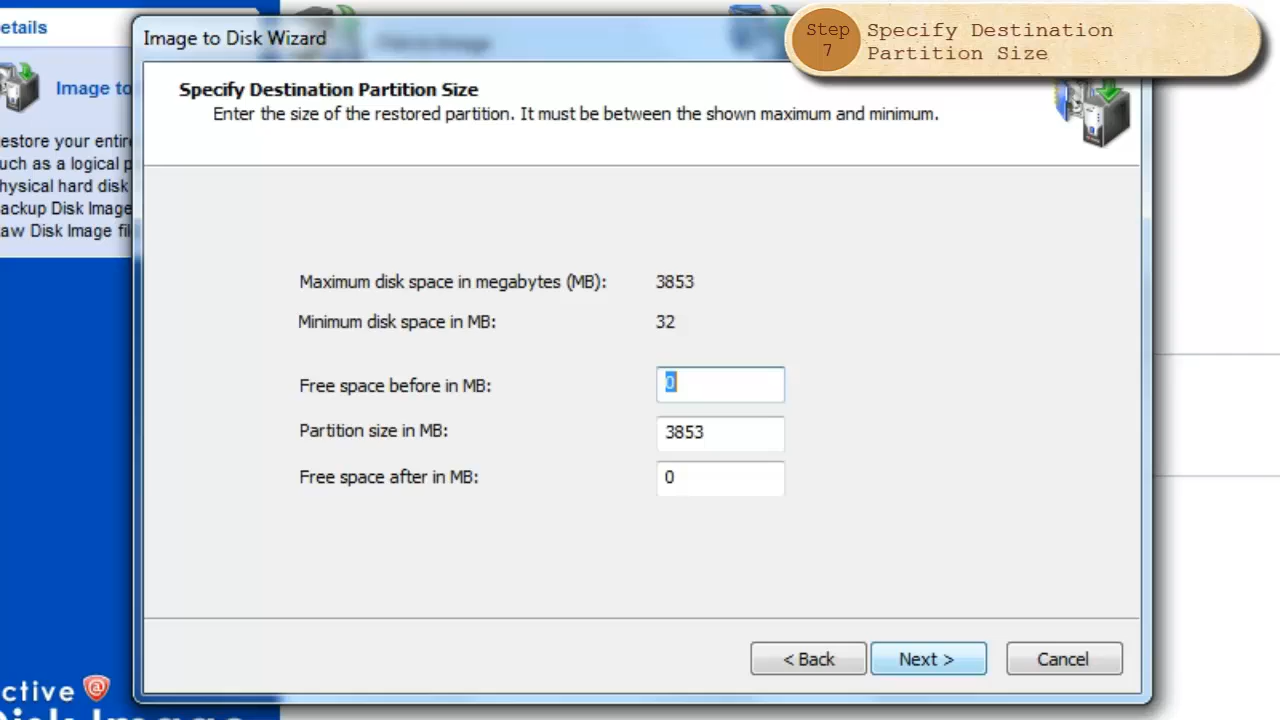 etails
Image to
estore your entir
uch as a logical p
hysical hard disk
ackup Disk Image
aw Disk Image fil
ctive @
Disk Image
Step
7
Specify Destination
Partition Size
Image to Disk Wizard
Specify Destination Partition Size
Enter the size of the restored partition. It must be between the shown maximum and minimum.
Maximum disk space in megabytes (MB): 3853
Minimum disk space in MB: 32
Free space before in MB: 0
Partition size in MB: 3853
Free space after in MB: 0
< Back Next > Cancel